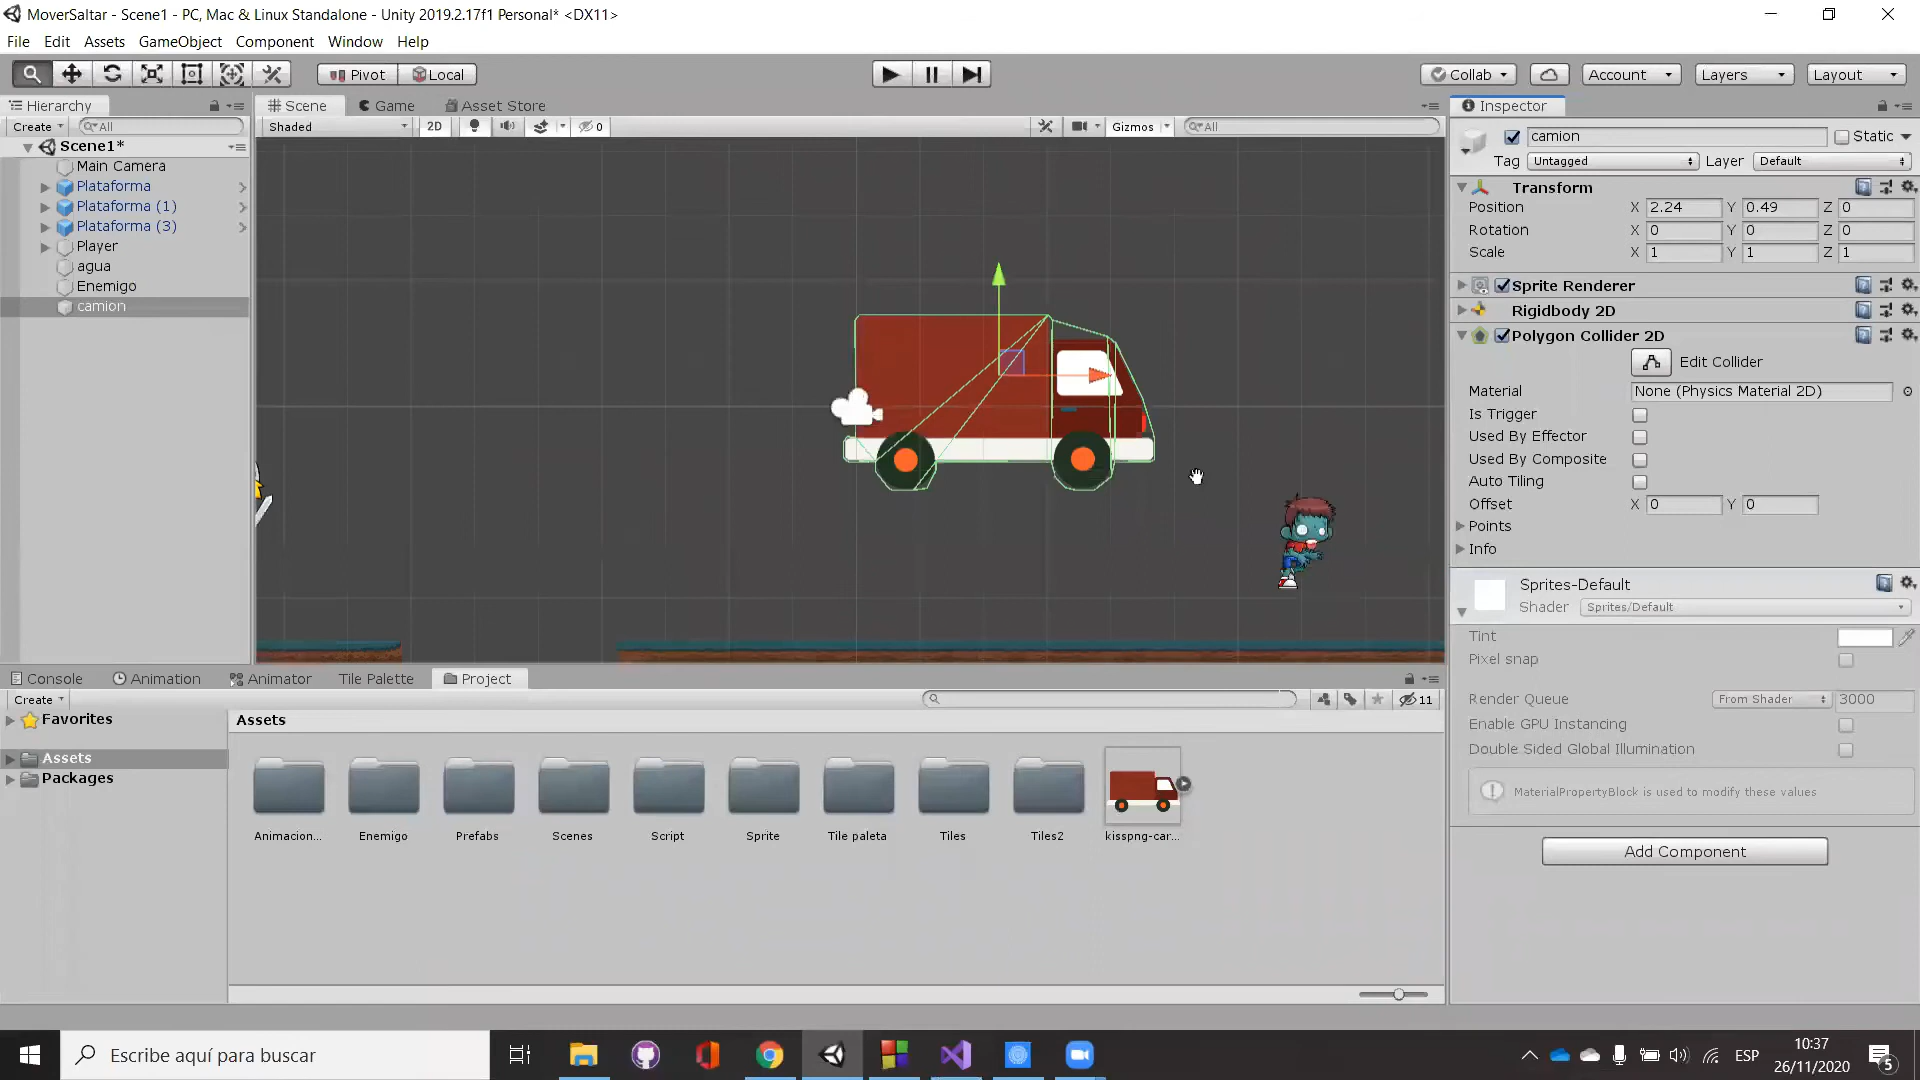 MoverSaltar - Scene1 - PC, Mac & Linux Standalone - Unity 2019.2.17f1 Personal* <DX11>
File Edit Assets GameObject Component Window Help
Pivot Local Collab Account Layers Layout
Hierarchy Scene Game Asset Store Inspector
Create All Shaded 2D 0 Gizmos All
camion Static
Scene1*
Tag Untagged Layer Default
Main Camera
Plataforma
Plataforma (1)
Plataforma (3)
Player
agua
Enemigo
camion
Transform
Position X 2.24 Y 0.49 Z 0
Rotation X 0 Y 0 Z 0
Scale X 1 Y 1 Z 1
Sprite Renderer
Rigidbody 2D
Polygon Collider 2D
Edit Collider
Material None (Physics Material 2D)
Is Trigger
Used By Effector
Used By Composite
Auto Tiling
Offset X 0 Y 0
Points
Info
Sprites-Default
Shader Sprites/Default
Tint
Pixel snap
Render Queue From Shader 3000
Enable GPU Instancing
Double Sided Global Illumination
MaterialPropertyBlock is used to modify these values
Add Component
Console Animation Animator Tile Palette Project
Create 11
Favorites
Assets
Packages
Assets
Animacion... Enemigo Prefabs Scenes Script Sprite Tile paleta Tiles Tiles2 kisspng-car...
Escribe aquí para buscar
ESP
10:37
26/11/2020
5